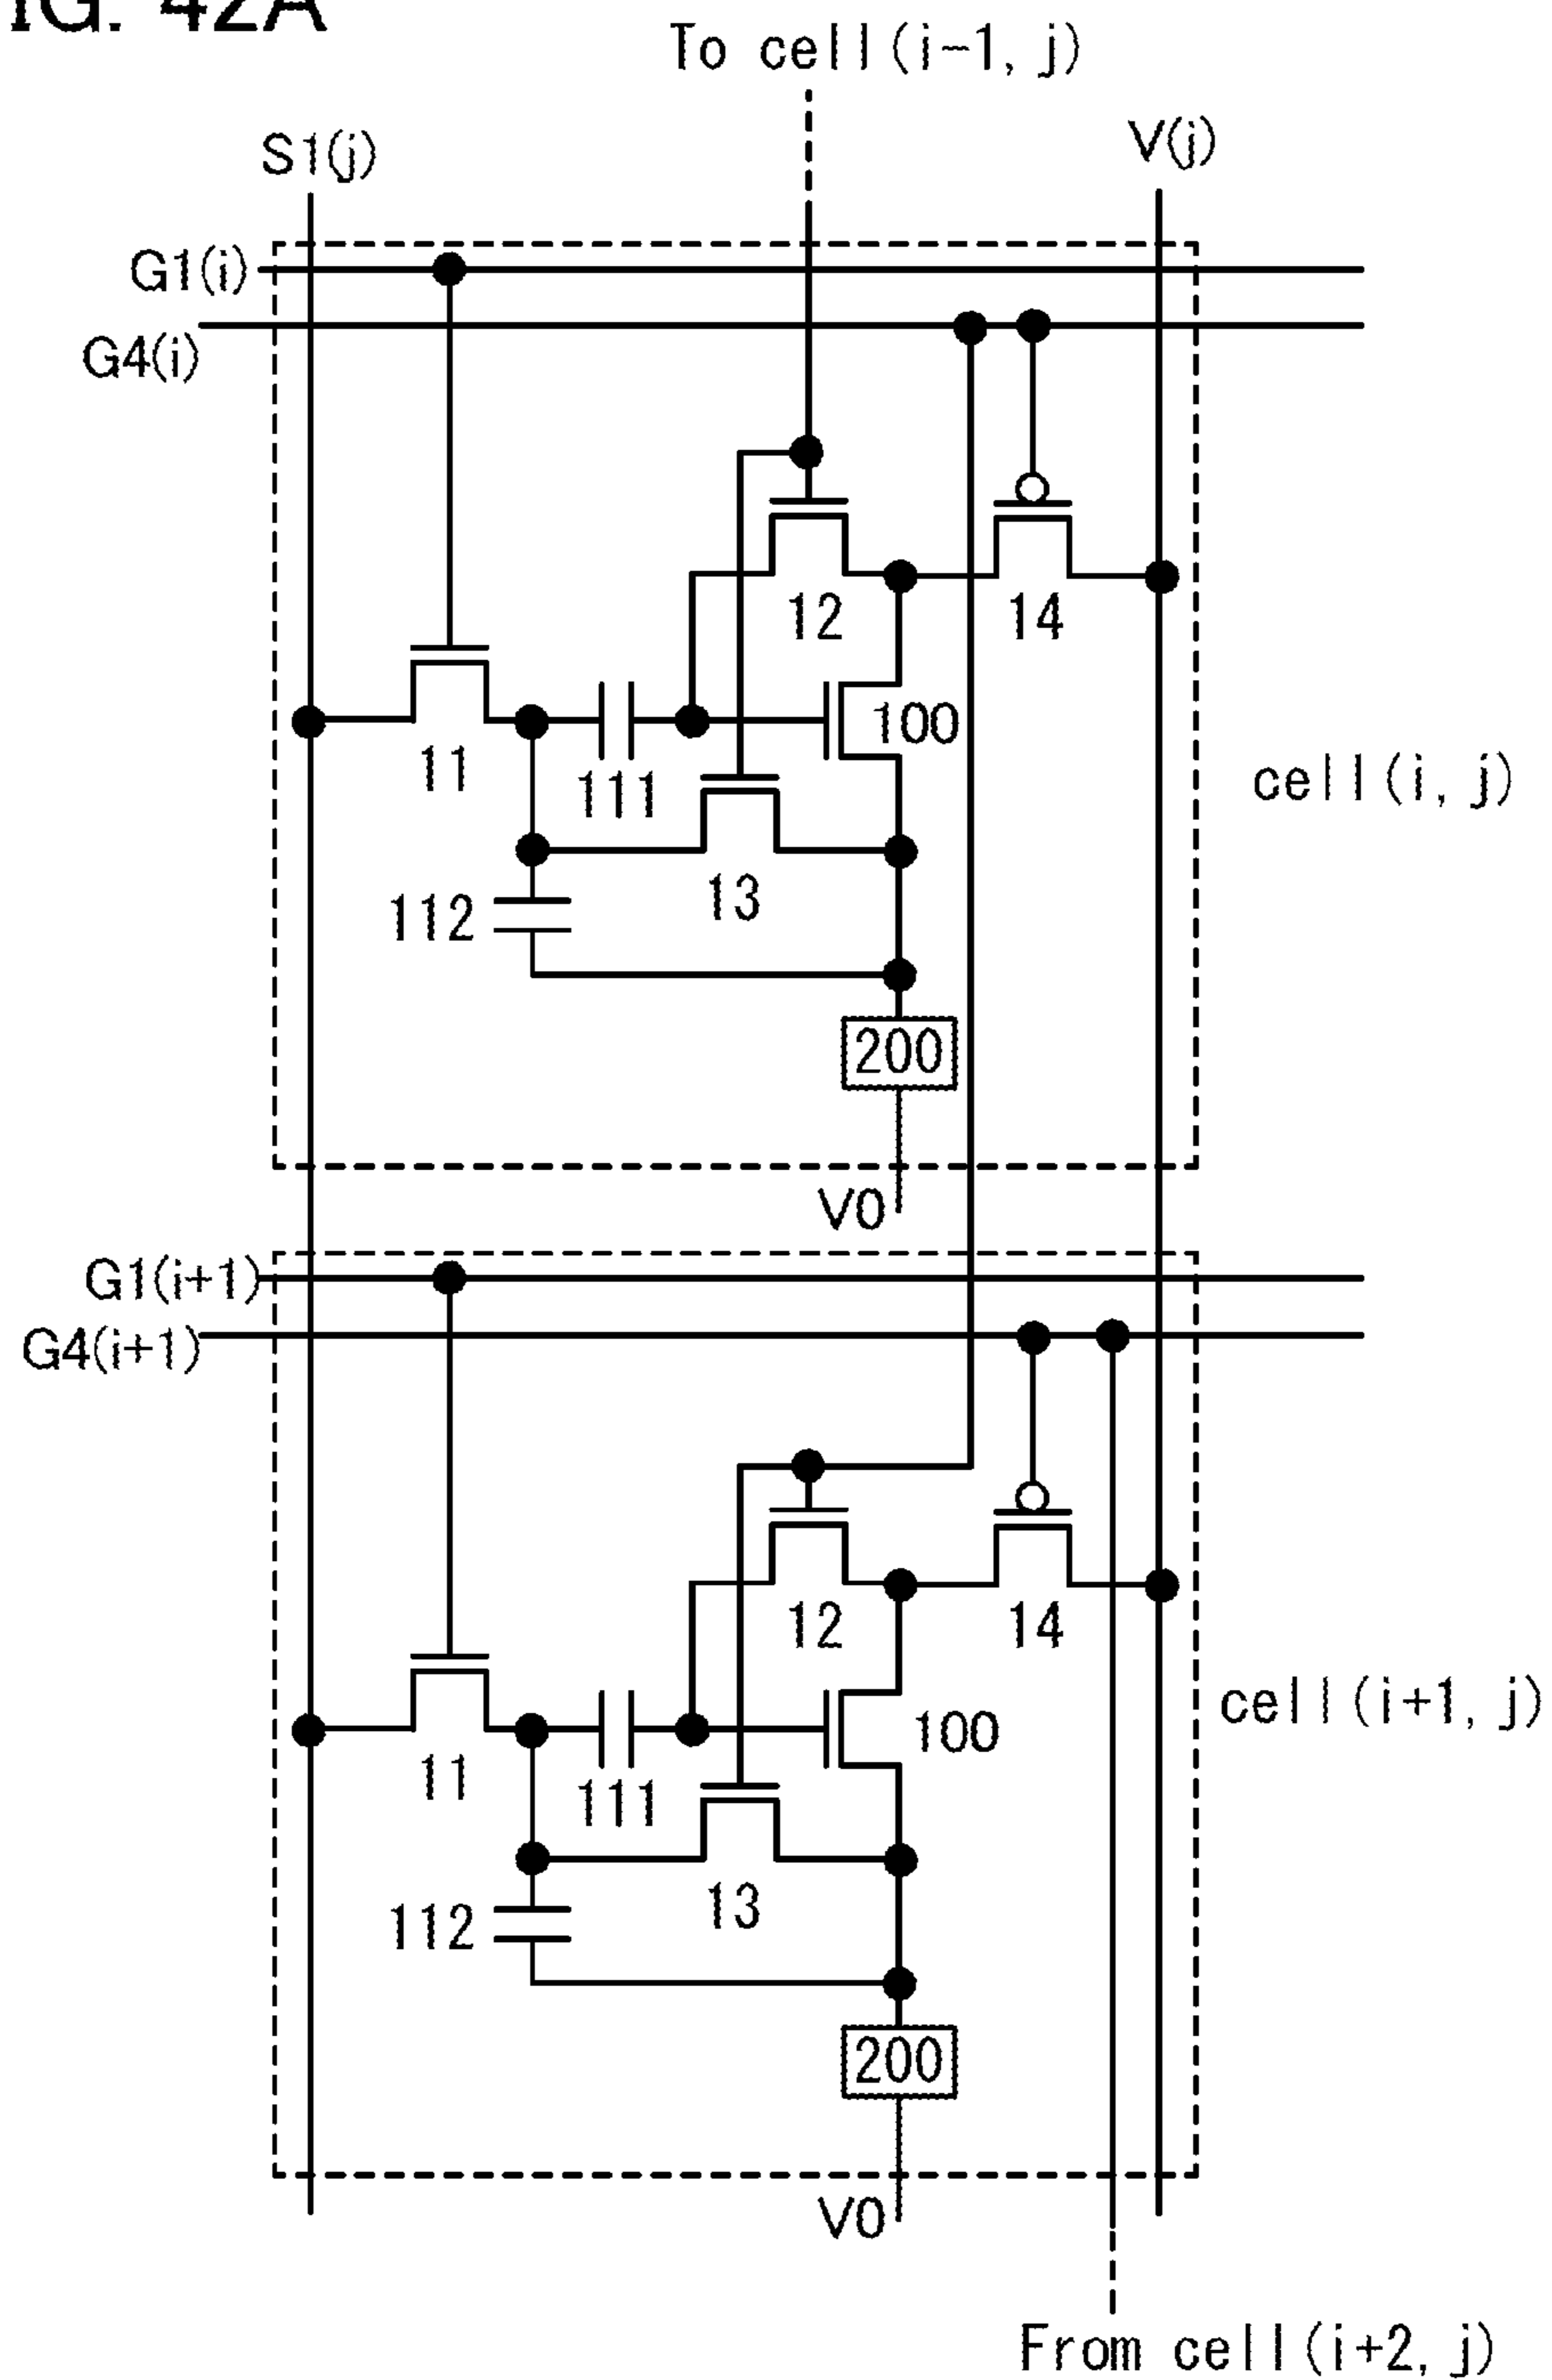 IG. 42A
To cell(i-1, j)
S1(j)
V(j)
G1(i)
G4(i)
12
14
100
11
111
cell(i, j)
13
112
200
V0
G1(i+1)
G4(i+1)
12
14
cell(i+1, j)
100
11
111
13
112
200
V0
From cell(i+2, j)